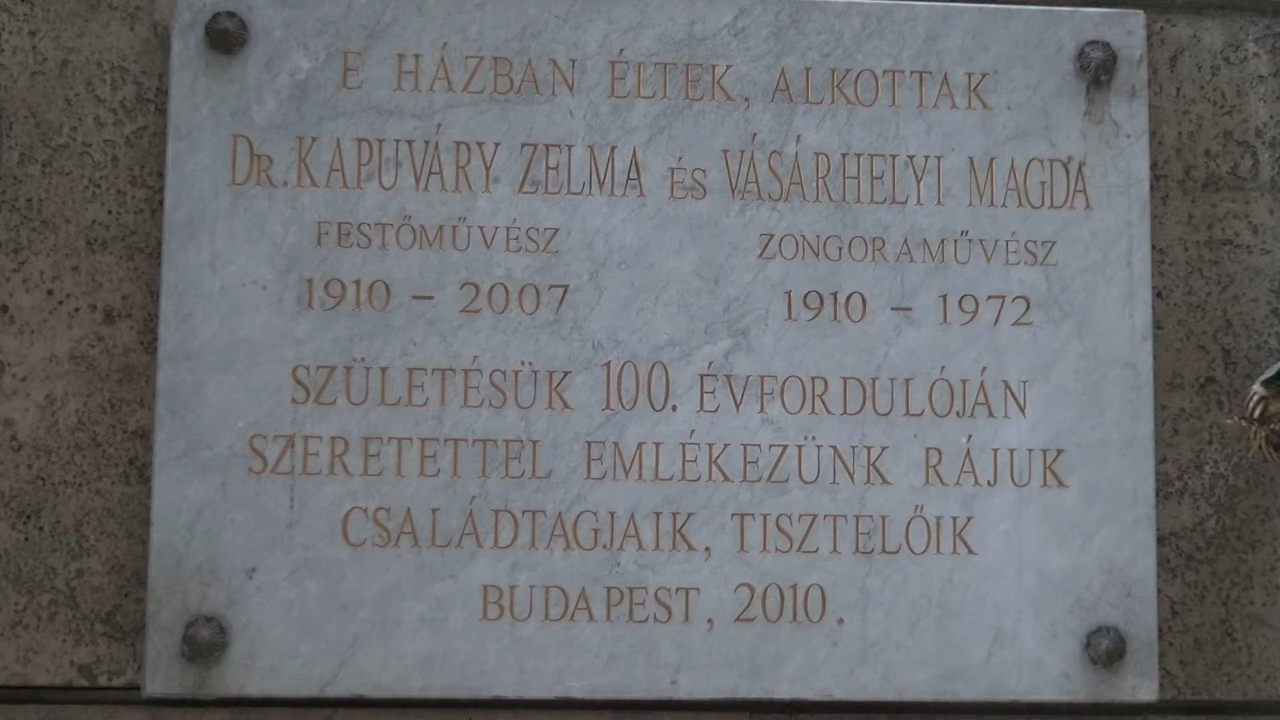 E HÁZBAN ÉLTEK, ALKOTTAK
DR. KAPUVÁRY ZELMA ÉS VÁSÁRHELYI MAGDA
FESTŐMŰVÉSZ ZONGORAMŰVÉSZ
1910 – 2007 1910 – 1972
SZÜLETÉSÜK 100. ÉVFORDULÓJÁN
SZERETETTEL EMLÉKEZÜNK RÁJUK
CSALÁDTAGJAIK, TISZTELŐIK
BUDAPEST, 2010.